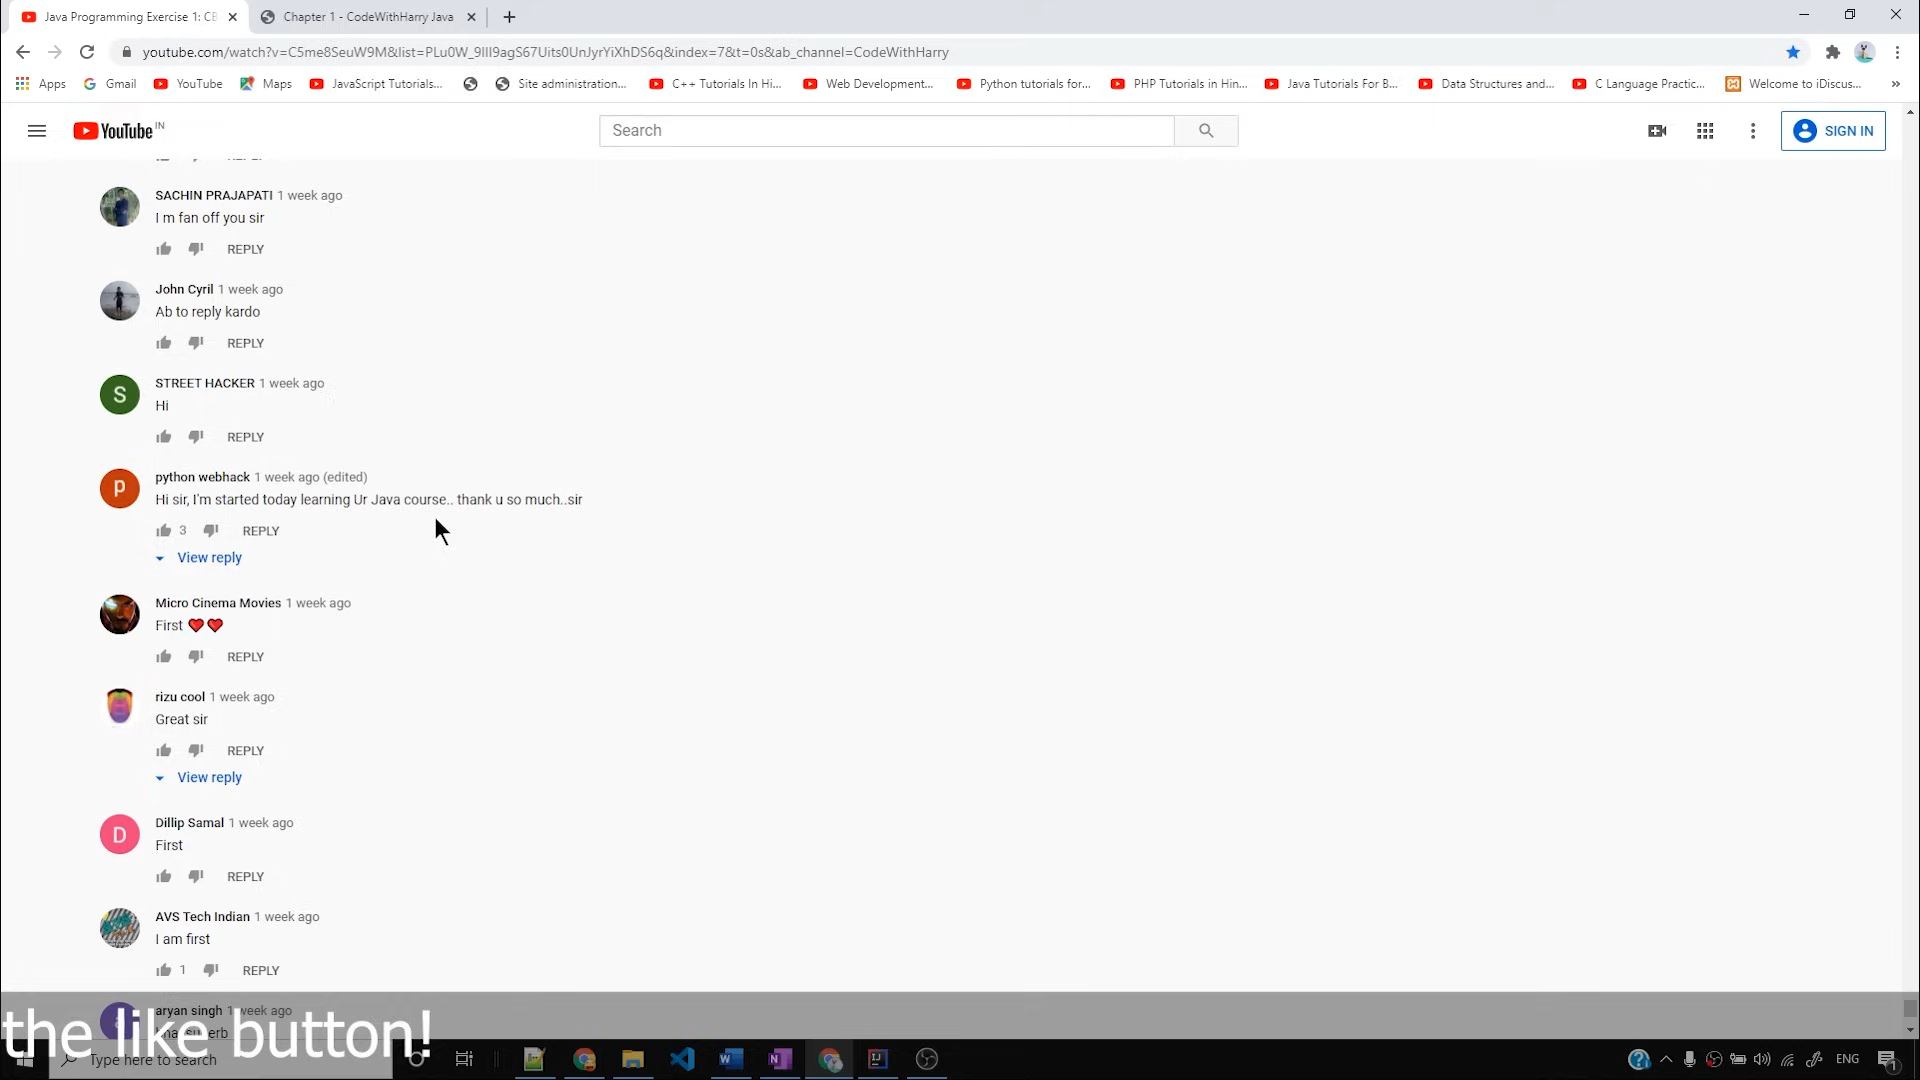 Java Programming Exercise 1: CB
Chapter 1 - CodeWithHarry Java
youtube.com/watch?v=C5me8SeuW9M&list=PLu0W_9lII9agS67Uits0UnJyrYiXhDS6q&index=7&t=0s&ab_channel=CodeWithHarry
Apps Gmail YouTube Maps JavaScript Tutorials... Site administration... C++ Tutorials In Hi... Web Development... Python tutorials for... PHP Tutorials in Hin... Java Tutorials For B... Data Structures and... C Language Practic... Welcome to iDiscus... »
YouTube IN
Search
SIGN IN
SACHIN PRAJAPATI 1 week ago
I m fan off you sir
REPLY
John Cyril 1 week ago
Ab to reply kardo
REPLY
S
STREET HACKER 1 week ago
Hi
REPLY
p
python webhack 1 week ago (edited)
Hi sir, I'm started today learning Ur Java course.. thank u so much..sir
3 REPLY
View reply
Micro Cinema Movies 1 week ago
First
REPLY
rizu cool 1 week ago
Great sir
REPLY
View reply
D
Dillip Samal 1 week ago
First
REPLY
AVS Tech Indian 1 week ago
I am first
1 REPLY
aryan singh 1 week ago
the like button!
Type here to search
ENG
1